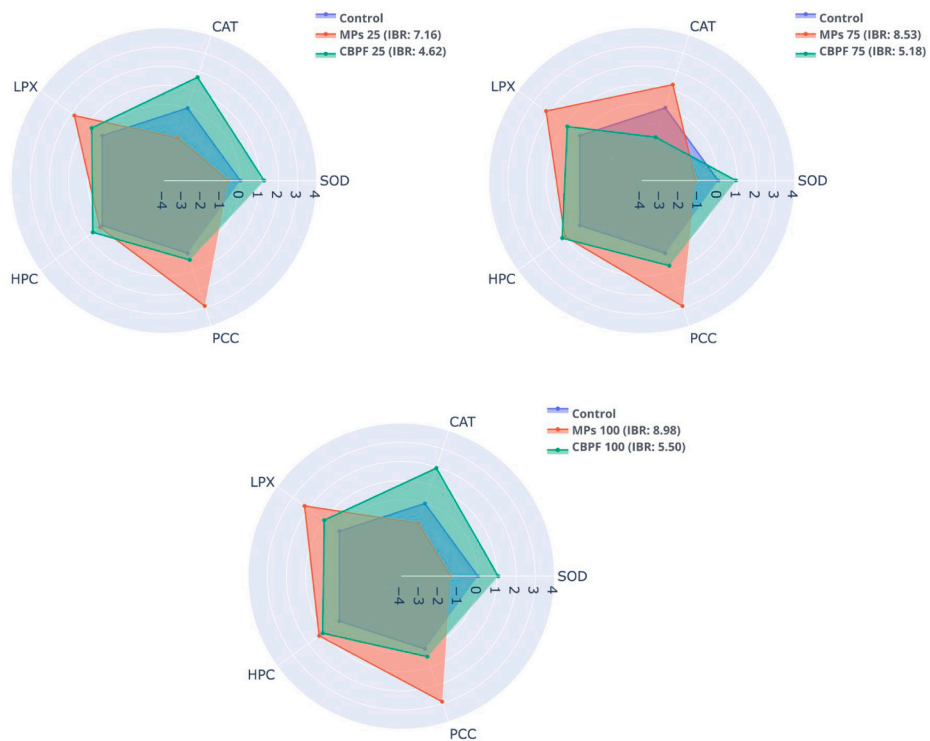 Control
MPs 25 (IBR: 7.16)
CBPF 25 (IBR: 4.62)
CAT
LPX
SOD
HPC
PCC
−4
−3
−2
−1
0
1
2
3
4
Control
MPs 75 (IBR: 8.53)
CBPF 75 (IBR: 5.18)
CAT
LPX
SOD
HPC
PCC
−4
−3
−2
−1
0
1
2
3
4
Control
MPs 100 (IBR: 8.98)
CBPF 100 (IBR: 5.50)
CAT
LPX
SOD
HPC
PCC
−4
−3
−2
−1
0
1
2
3
4